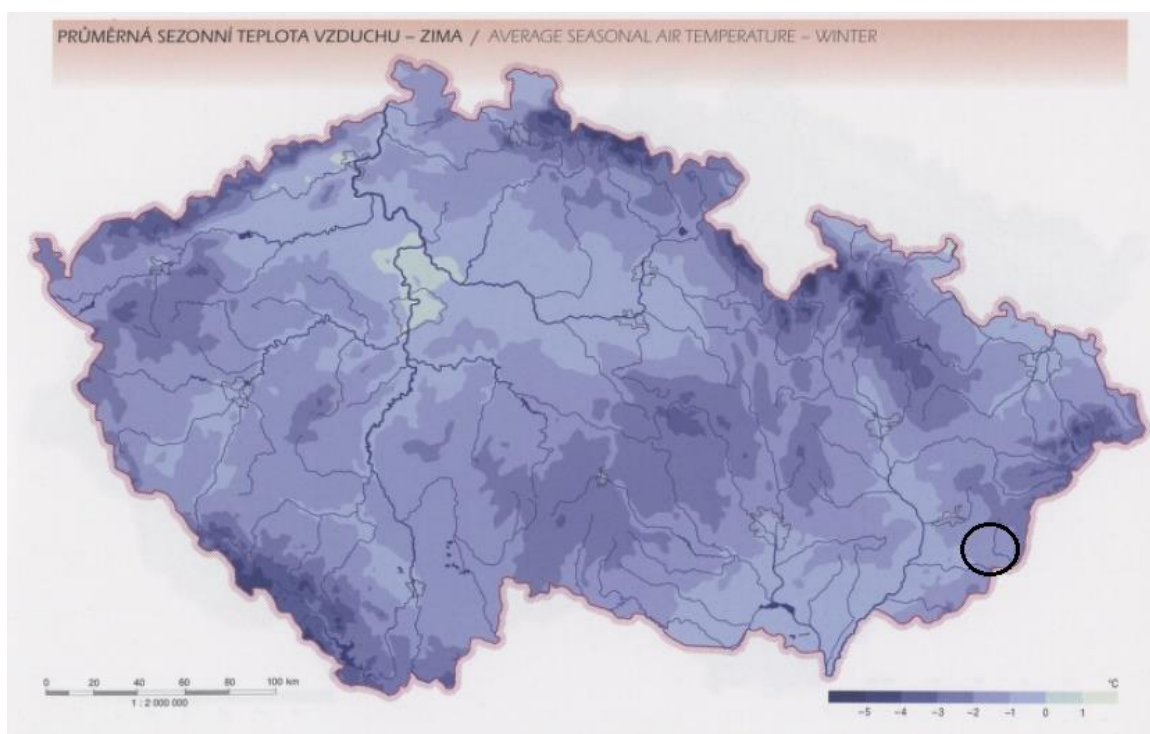 PRŮMĚRNÁ SEZONNÍ TEPLOTA VZDUCHU – ZIMA / AVERAGE SEASONAL AIR TEMPERATURE – WINTER
0 20 40 60 80 100 km
1 : 2 000 000
°C
–5 –4 –3 –2 –1 0 1